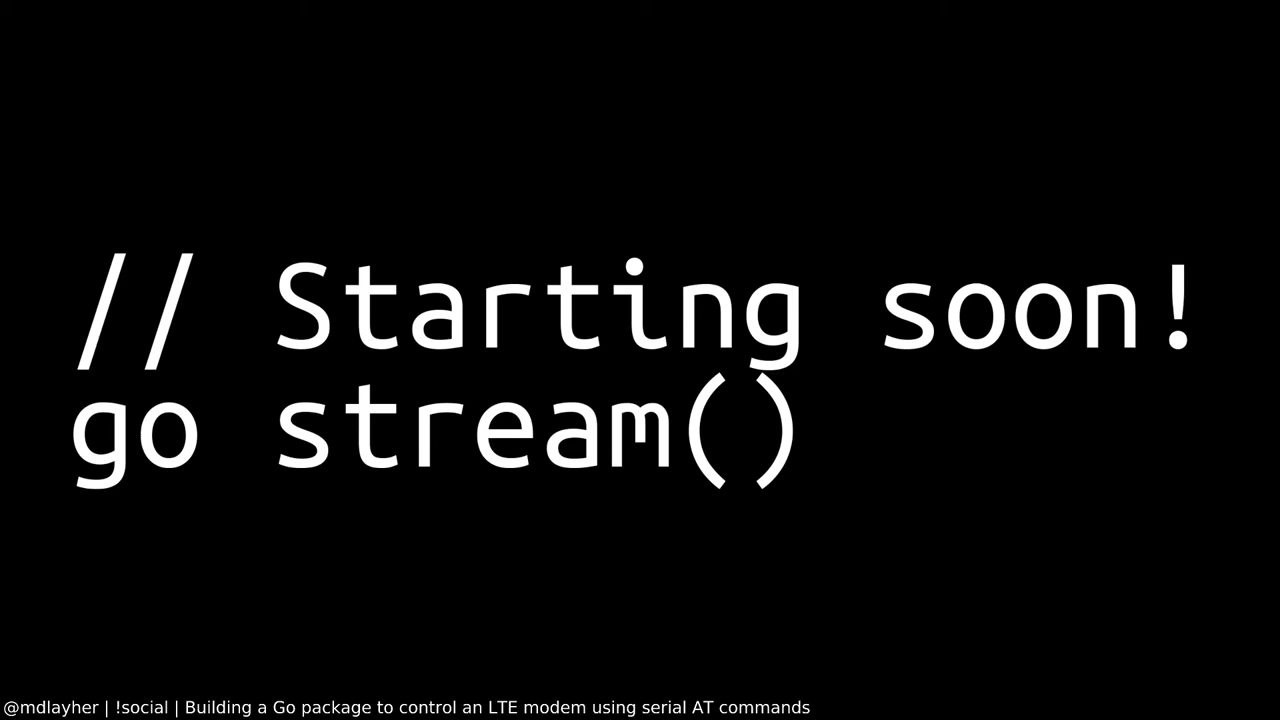 // Starting soon!
go stream()
@mdlayher | !social | Building a Go package to control an LTE modem using serial AT commands